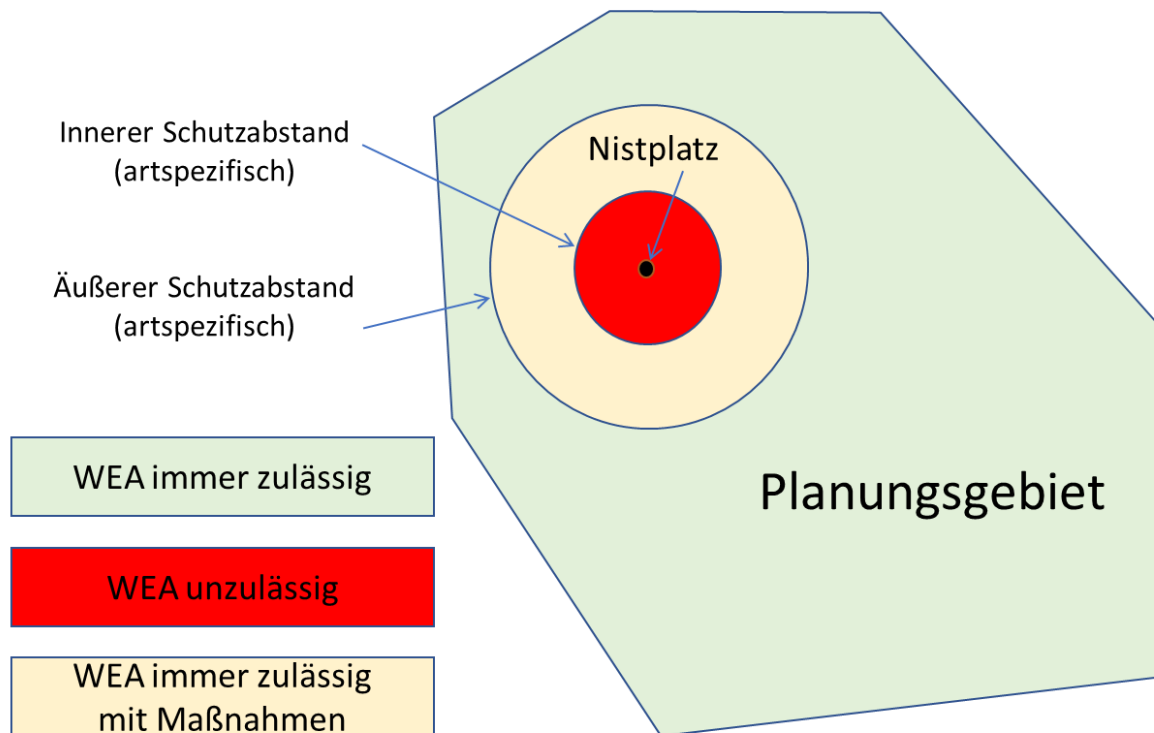 Innerer Schutzabstand
(artspezifisch)
Nistplatz
Äußerer Schutzabstand
(artspezifisch)
WEA immer zulässig
Planungsgebiet
WEA unzulässig
WEA immer zulässig
mit Maßnahmen